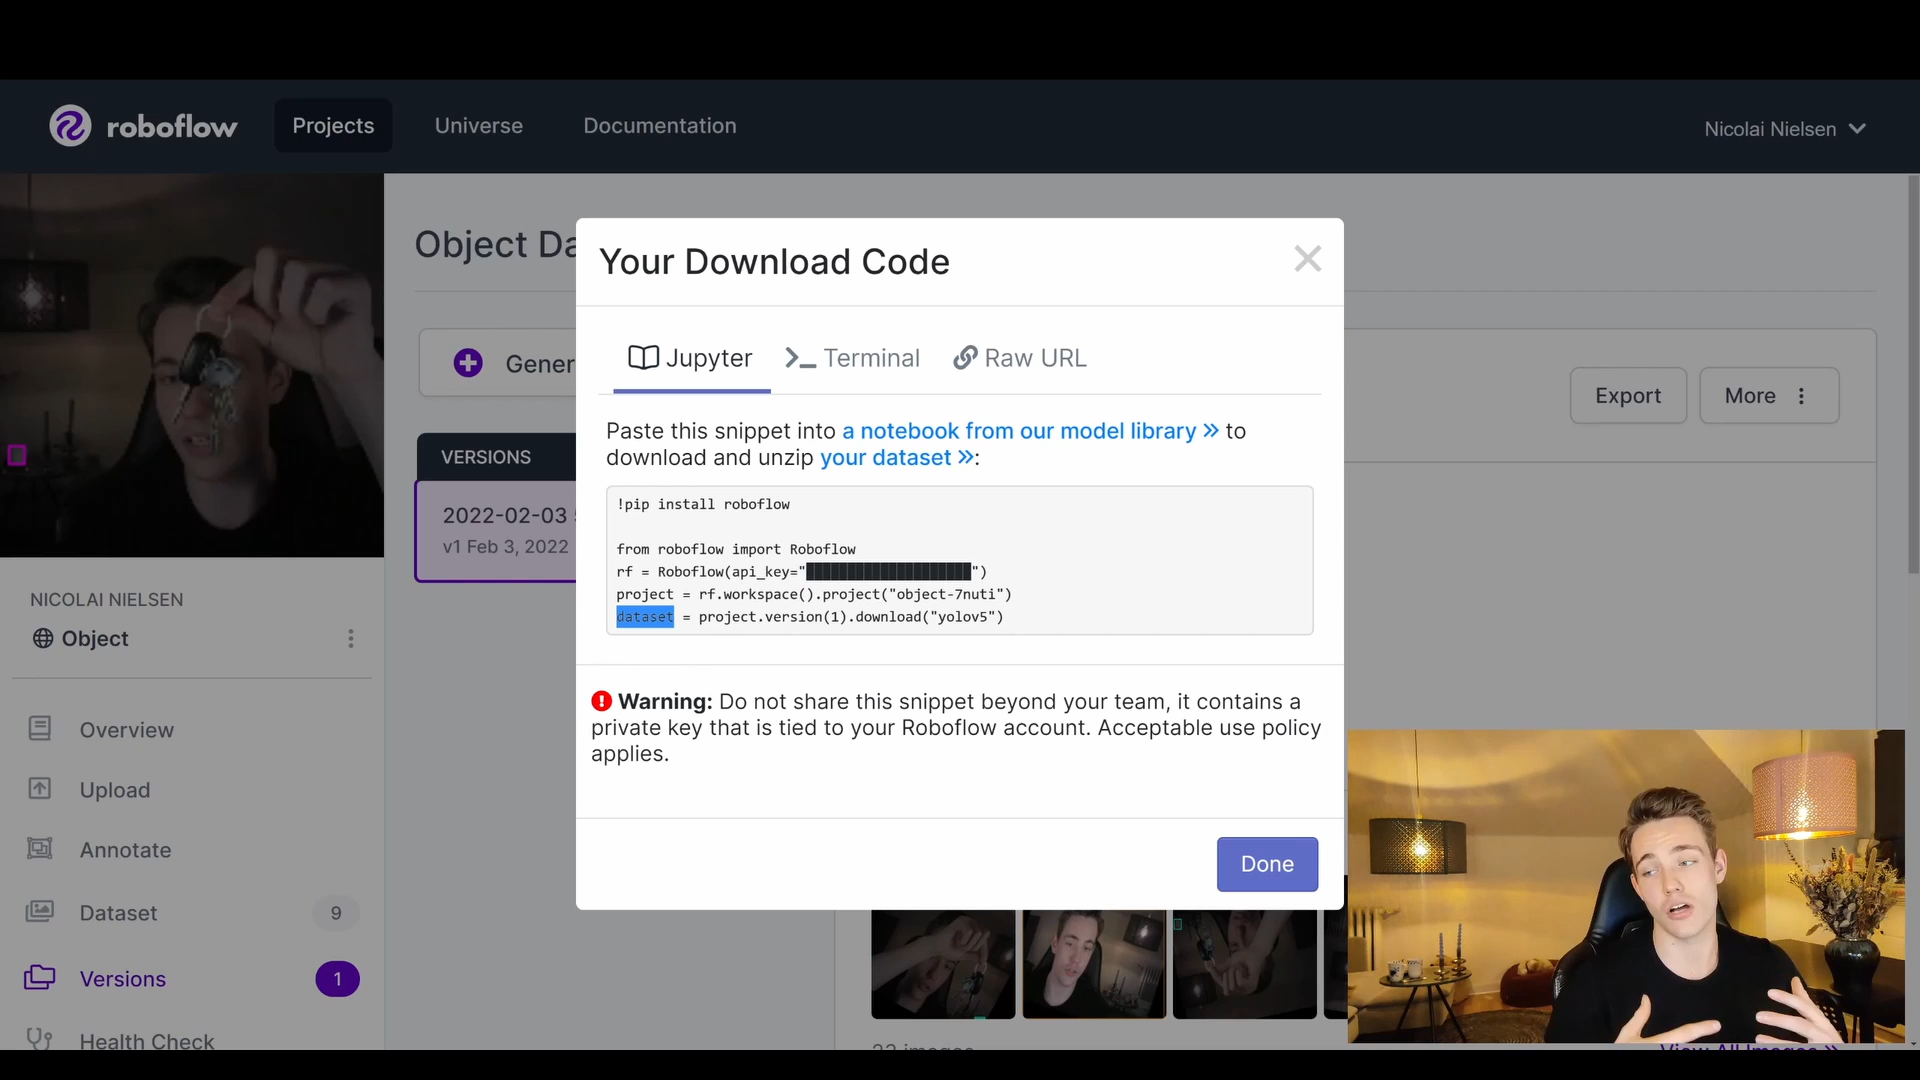 roboflow
Projects
Universe
Documentation
Nicolai Nielsen
Object Da
Gener
VERSIONS
2022-02-03
v1 Feb 3, 2022
Export
More
NICOLAI NIELSEN
Object
Overview
Upload
Annotate
Dataset 9
Versions 1
Health Check
Your Download Code
Jupyter
Terminal
Raw URL
Paste this snippet into a notebook from our model library » to
download and unzip your dataset »:
!pip install roboflow
from roboflow import Roboflow
rf = Roboflow(api_key="███████████████████")
project = rf.workspace().project("object-7nuti")
dataset = project.version(1).download("yolov5")
Warning: Do not share this snippet beyond your team, it contains a
private key that is tied to your Roboflow account. Acceptable use policy
applies.
Done
View All Images »